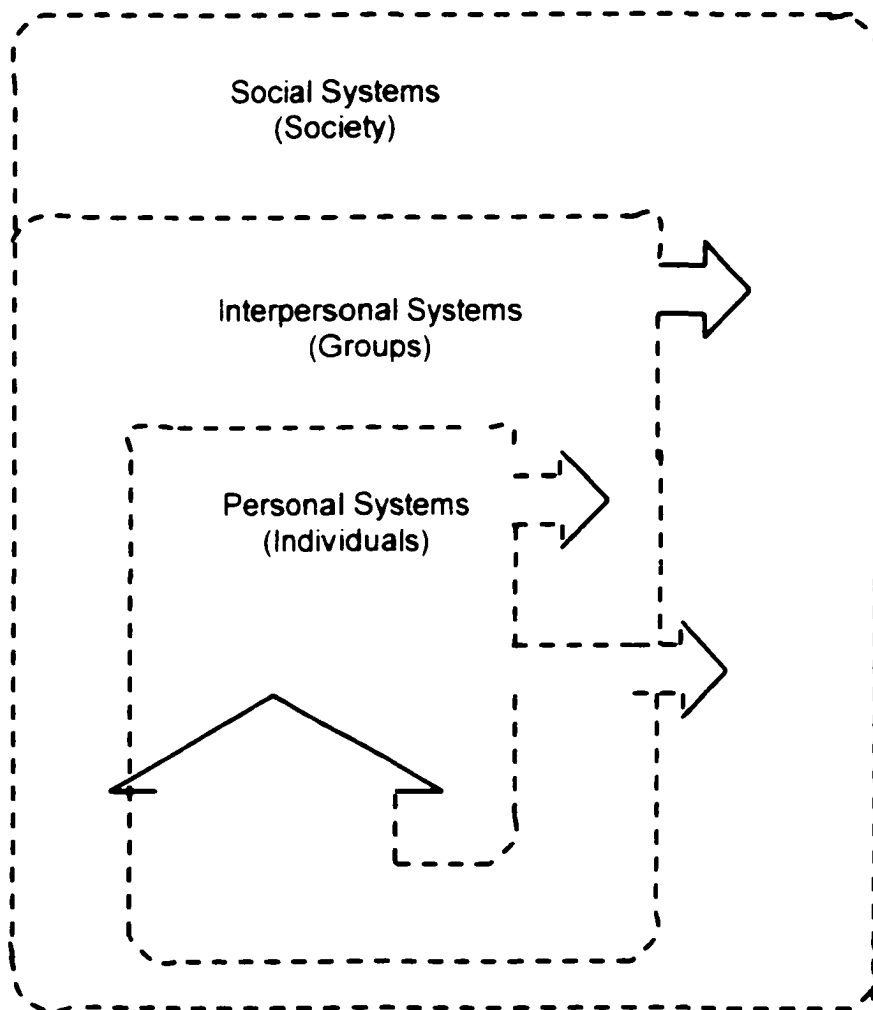 Social Systems
(Society)
Interpersonal Systems
(Groups)
Personal Systems
(Individuals)